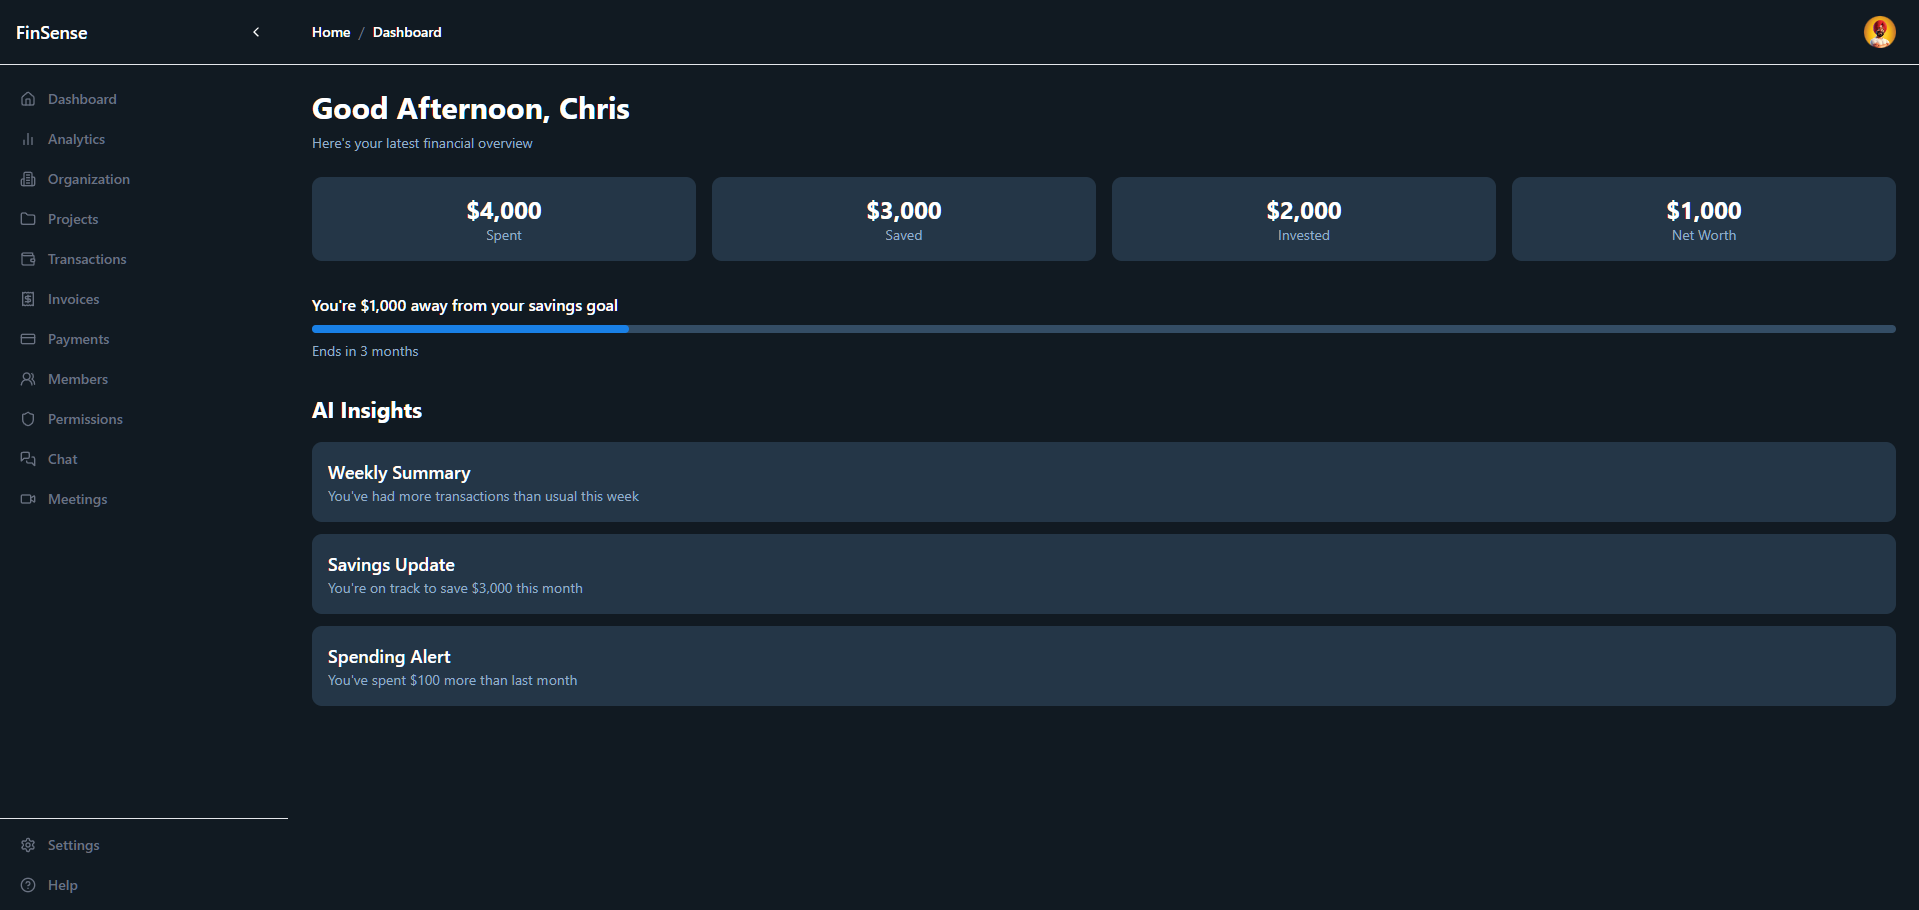 FinSense
Home / Dashboard
Dashboard
Analytics
Organization
Projects
Transactions
Invoices
Payments
Members
Permissions
Chat
Meetings
Settings
Help
Good Afternoon, Chris
Here's your latest financial overview
$4,000
Spent
$3,000
Saved
$2,000
Invested
$1,000
Net Worth
You're $1,000 away from your savings goal
Ends in 3 months
AI Insights
Weekly Summary
You've had more transactions than usual this week
Savings Update
You're on track to save $3,000 this month
Spending Alert
You've spent $100 more than last month